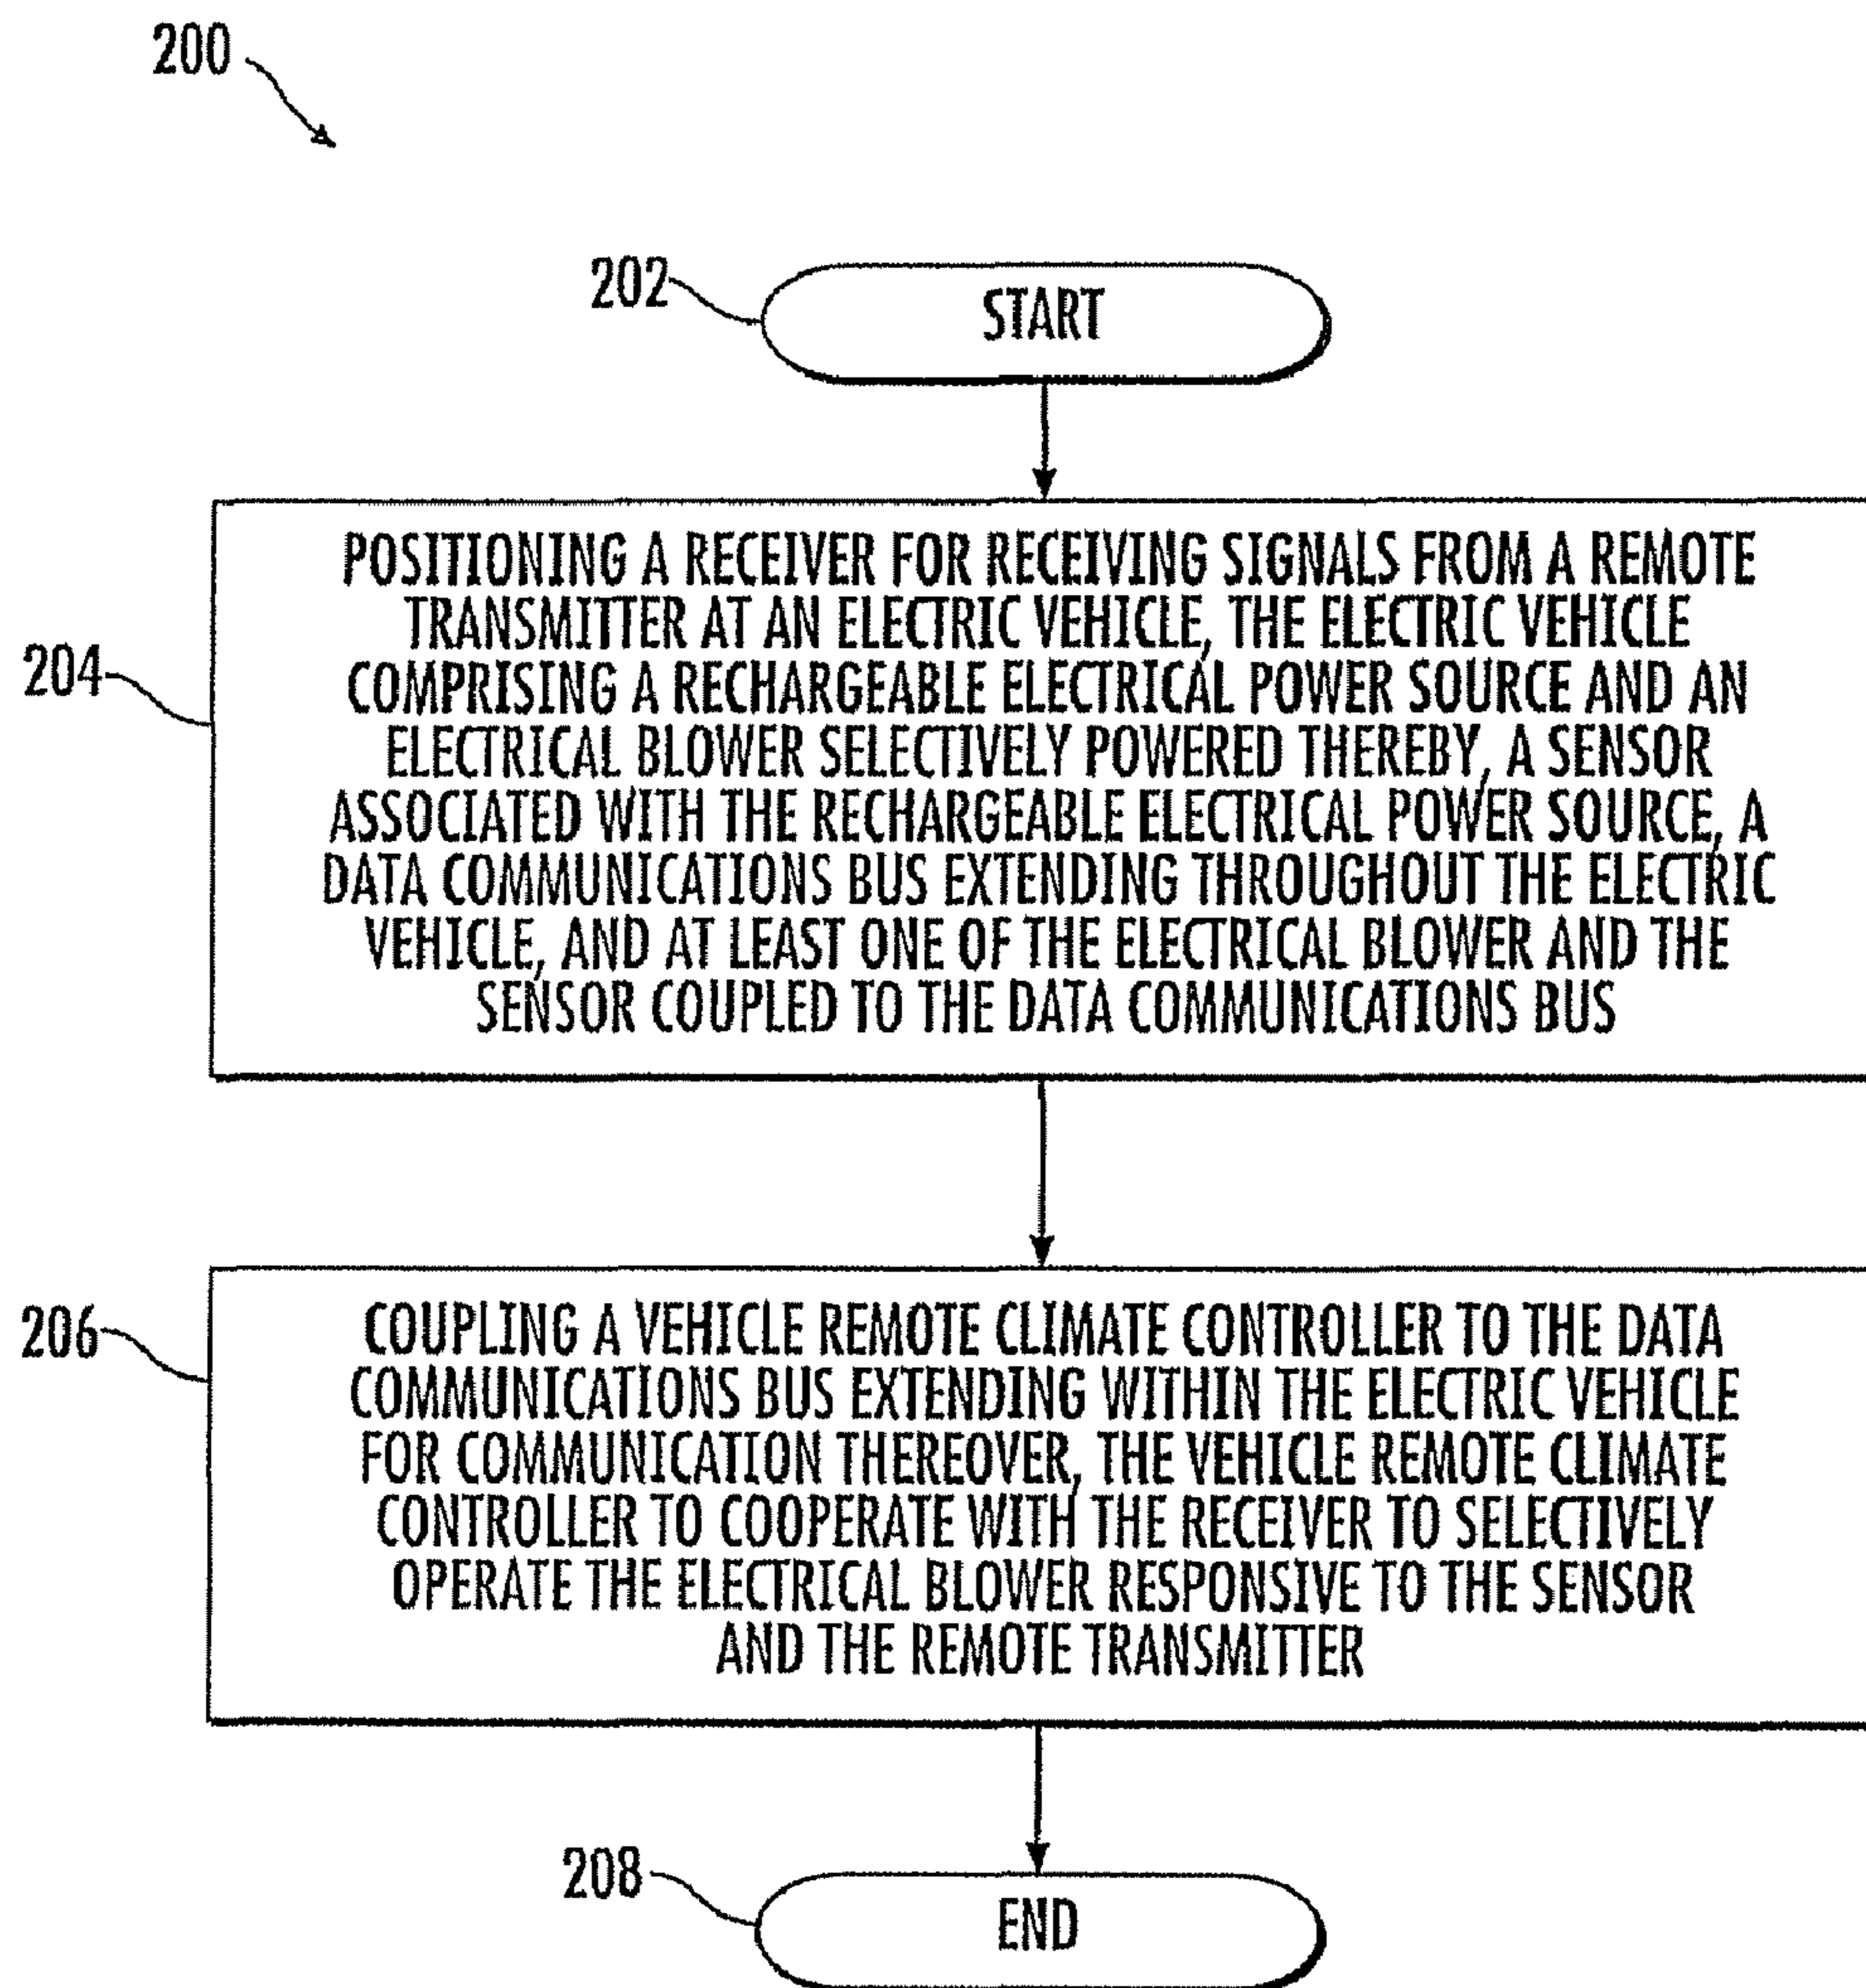 200
202
START
204
POSITIONING A RECEIVER FOR RECEIVING SIGNALS FROM A REMOTE
TRANSMITTER AT AN ELECTRIC VEHICLE, THE ELECTRIC VEHICLE
COMPRISING A RECHARGEABLE ELECTRICAL POWER SOURCE AND AN
ELECTRICAL BLOWER SELECTIVELY POWERED THEREBY, A SENSOR
ASSOCIATED WITH THE RECHARGEABLE ELECTRICAL POWER SOURCE, A
DATA COMMUNICATIONS BUS EXTENDING THROUGHOUT THE ELECTRIC
VEHICLE, AND AT LEAST ONE OF THE ELECTRICAL BLOWER AND THE
SENSOR COUPLED TO THE DATA COMMUNICATIONS BUS
206
COUPLING A VEHICLE REMOTE CLIMATE CONTROLLER TO THE DATA
COMMUNICATIONS BUS EXTENDING WITHIN THE ELECTRIC VEHICLE
FOR COMMUNICATION THEREOVER, THE VEHICLE REMOTE CLIMATE
CONTROLLER TO COOPERATE WITH THE RECEIVER TO SELECTIVELY
OPERATE THE ELECTRICAL BLOWER RESPONSIVE TO THE SENSOR
AND THE REMOTE TRANSMITTER
208
END